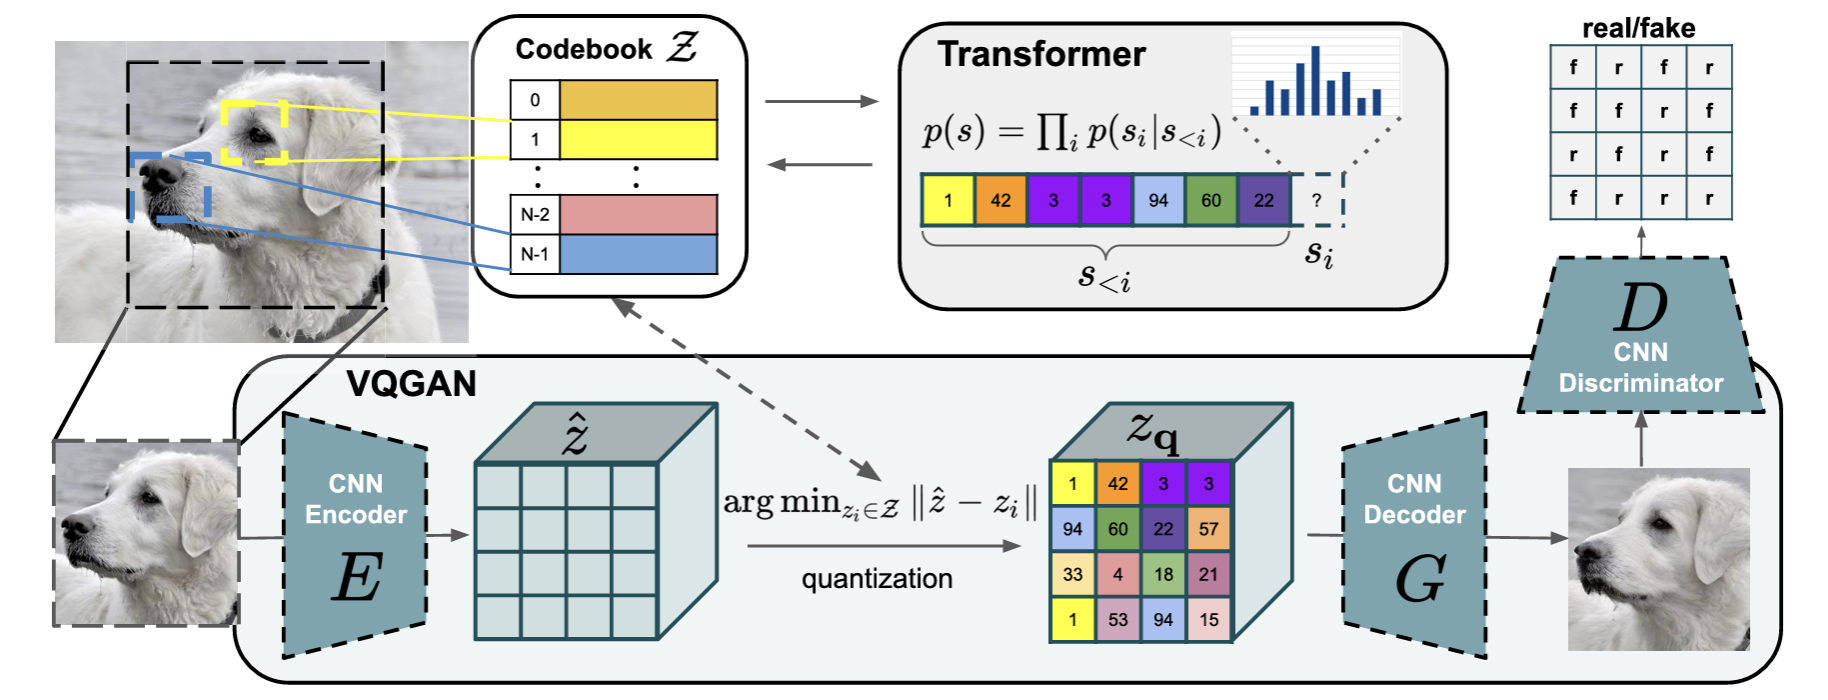 Codebook 𝒵
0
1
: :
N-2
N-1
Transformer
p(s) = ∏ᵢ p(sᵢ|s<ᵢ)
1 42 3 3 94 60 22 ?
s<ᵢ
sᵢ
real/fake
f r f r
f f r f
r f r f
f r r r
D
CNN
Discriminator
VQGAN
CNN
Encoder
E
ẑ
arg min_{zᵢ∈𝒵} ‖ẑ − zᵢ‖
quantization
z_𝐪
1 42 3 3
94 60 22 57
33 4 18 21
1 53 94 15
CNN
Decoder
G